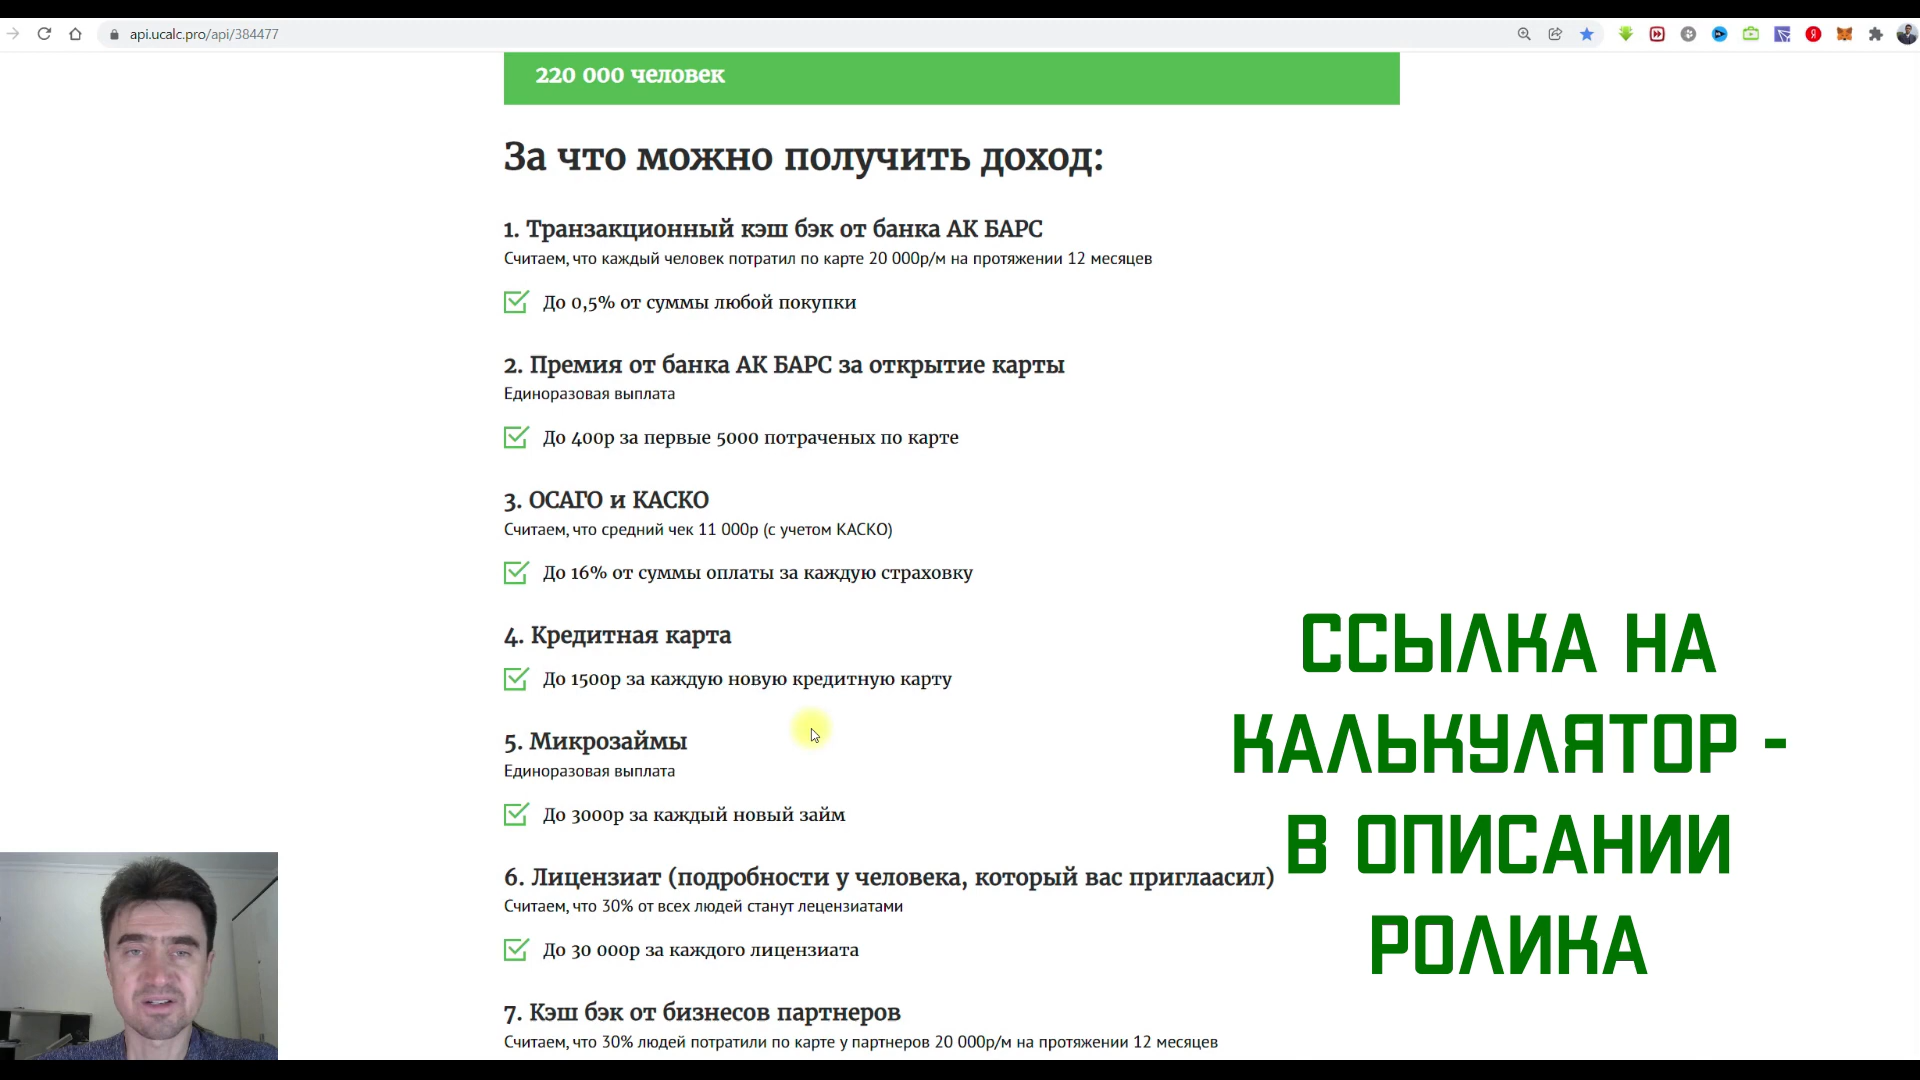 api.ucalc.pro/api/384477
220 000 человек
За что можно получить доход:
1. Транзакционный кэш бэк от банка АК БАРС
Считаем, что каждый человек потратил по карте 20 000р/м на протяжении 12 месяцев
До 0,5% от суммы любой покупки
2. Премия от банка АК БАРС за открытие карты
Единоразовая выплата
До 400р за первые 5000 потраченых по карте
3. ОСАГО и КАСКО
Считаем, что средний чек 11 000р (с учетом КАСКО)
До 16% от суммы оплаты за каждую страховку
4. Кредитная карта
До 1500р за каждую новую кредитную карту
5. Микрозаймы
Единоразовая выплата
До 3000р за каждый новый займ
6. Лицензиат (подробности у человека, который вас приглаасил)
Считаем, что 30% от всех людей станут лецензиатами
До 30 000р за каждого лицензиата
7. Кэш бэк от бизнесов партнеров
Считаем, что 30% людей потратили по карте у партнеров 20 000р/м на протяжении 12 месяцев
ССЫЛКА НА
КАЛЬКУЛЯТОР -
В ОПИСАНИИ
РОЛИКА